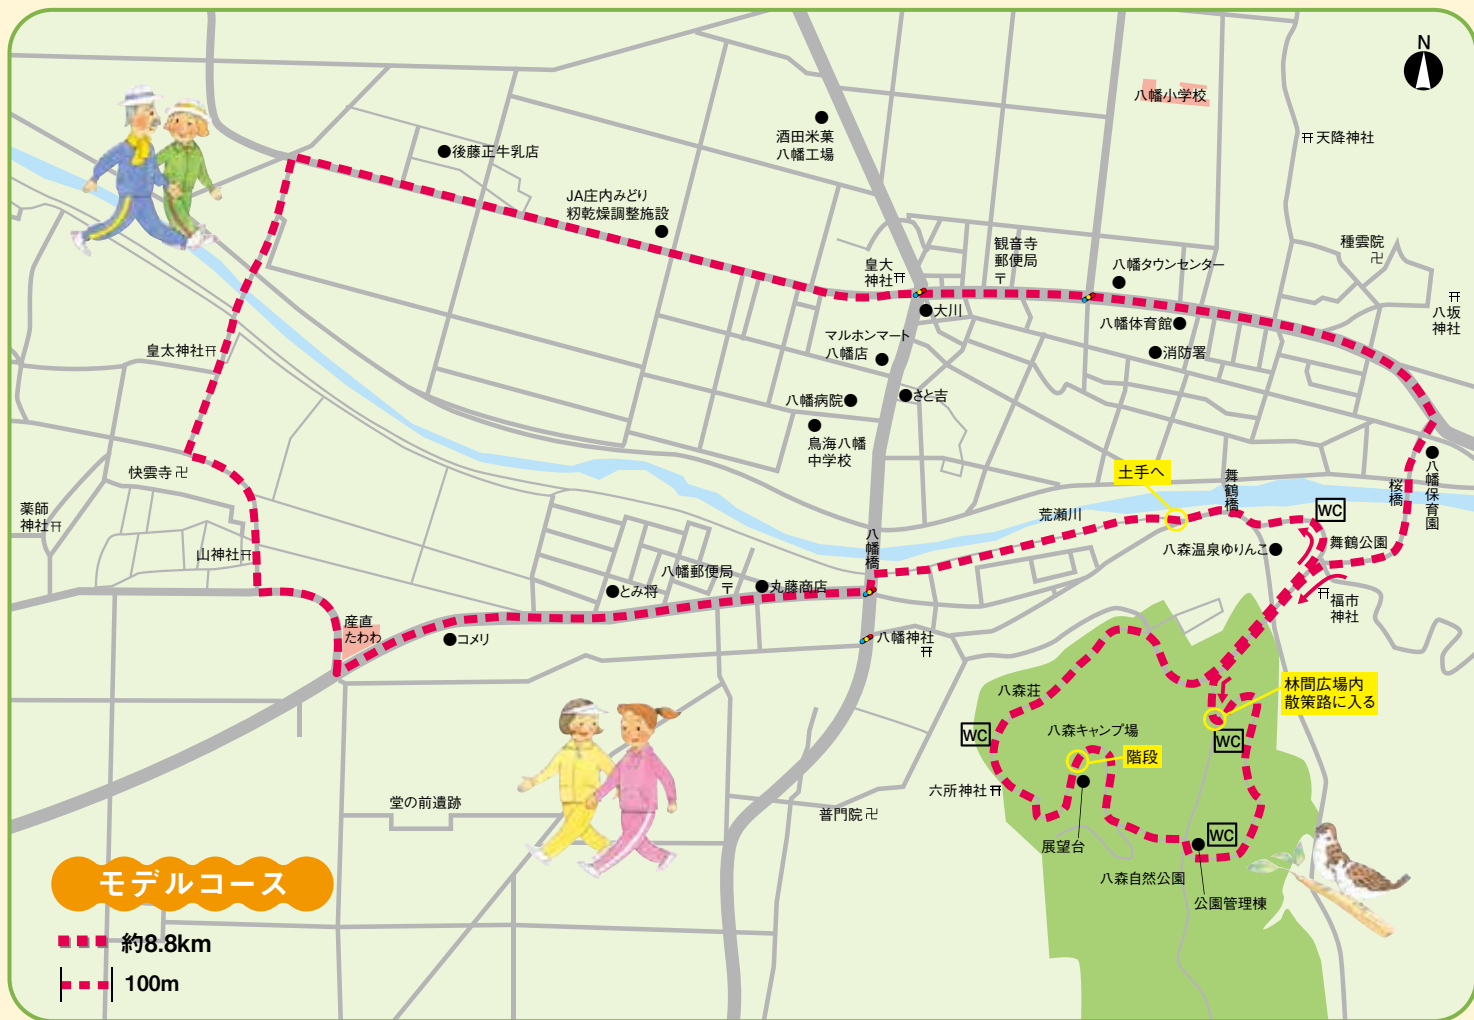 N
八幡小学校
天降神社
酒田米菓
八幡工場
後藤正牛乳店
JA庄内みどり
籾乾燥調整施設
種雲院
観音寺
郵便局
皇大
神社
八幡タウンセンター
八坂
神社
大川
八幡体育館
マルホンマート
八幡店
消防署
皇太神社
八幡病院
さと吉
鳥海八幡
中学校
快雲寺
土手へ
舞鶴橋
桜橋
八幡保育園
薬師
神社
WC
荒瀬川
八幡橋
山神社
八森温泉ゆりんこ
舞鶴公園
八幡郵便局
とみ将
丸藤商店
福市
神社
産直
たわわ
コメリ
八幡神社
林間広場内
散策路に入る
八森荘
WC
八森キャンプ場
WC
階段
六所神社
堂の前遺跡
普門院
WC
展望台
八森自然公園
公園管理棟
モデルコース
約8.8km
100m